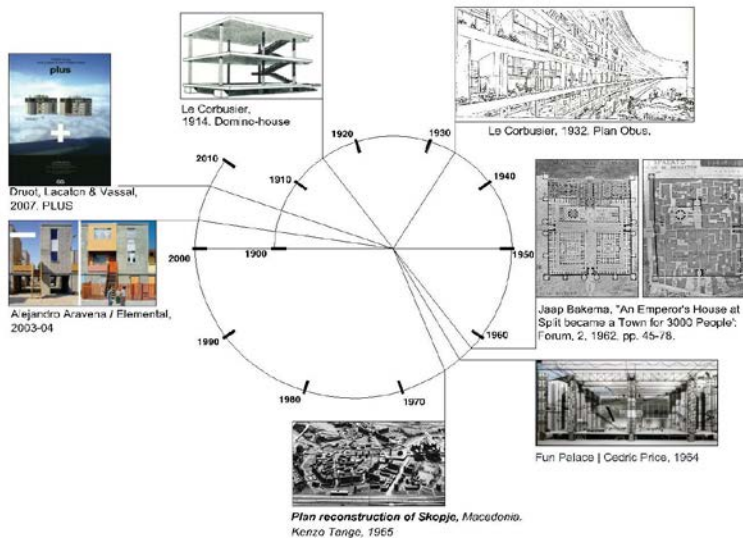 plus
Druot, Lacaton & Vassal,
2007. PLUS
Alejandro Aravena / Elemental,
2003-04
Le Corbusier,
1914. Domino-house
Le Corbusier, 1932. Plan Obus.
Jaap Bakema, "An Emperor's House at
Split became a Town for 3000 People':
Forum, 2, 1962, pp. 45-78.
Fun Palace | Cedric Price, 1964
Plan reconstruction of Skopje, Macedonia.
Kenzo Tange, 1965
1900
1910
1920
1930
1940
1950
1960
1970
1980
1990
2000
2010